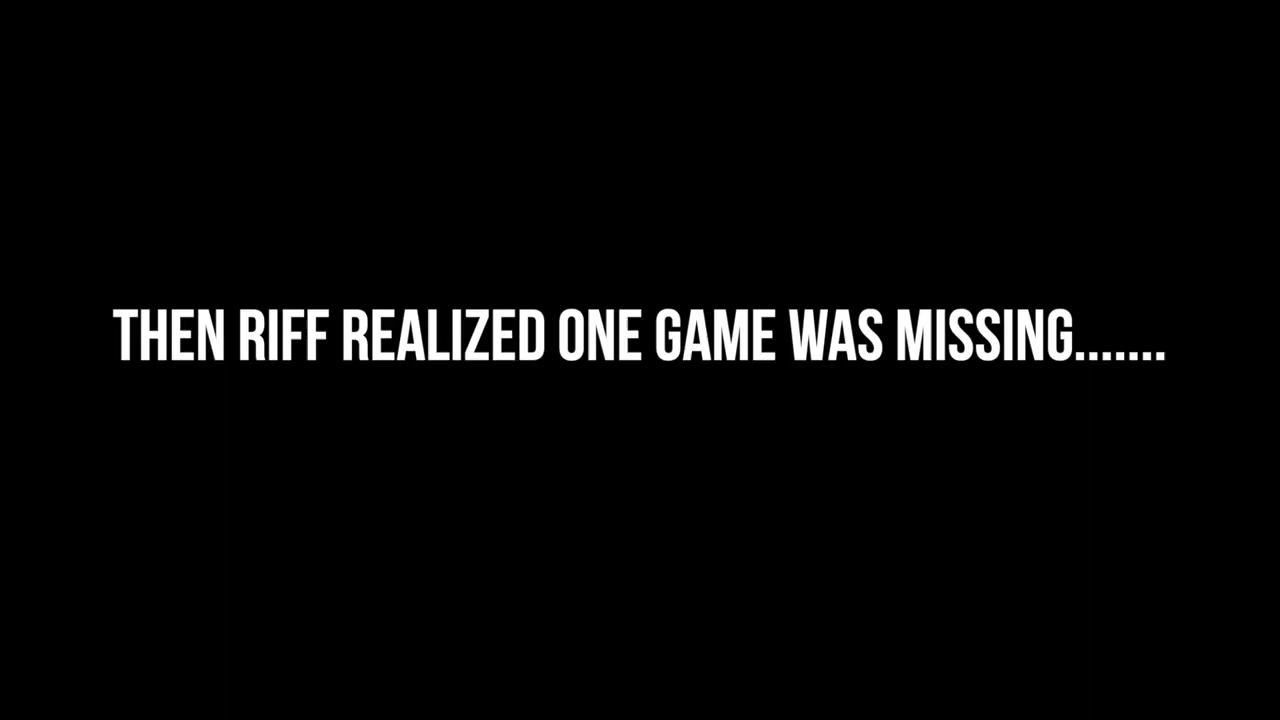 THEN RIFF REALIZED ONE GAME WAS MISSING.......